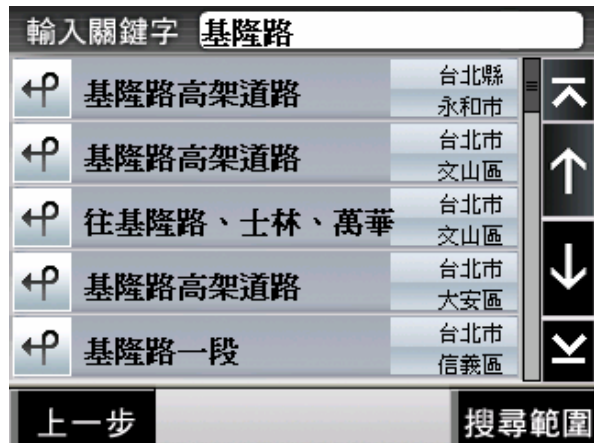 輸入關鍵字 基隆路
基隆路高架道路 台北縣
永和市
基隆路高架道路 台北市
文山區
往基隆路、士林、萬華 台北市
文山區
基隆路高架道路 台北市
大安區
基隆路一段 台北市
信義區
上一步 搜尋範圍